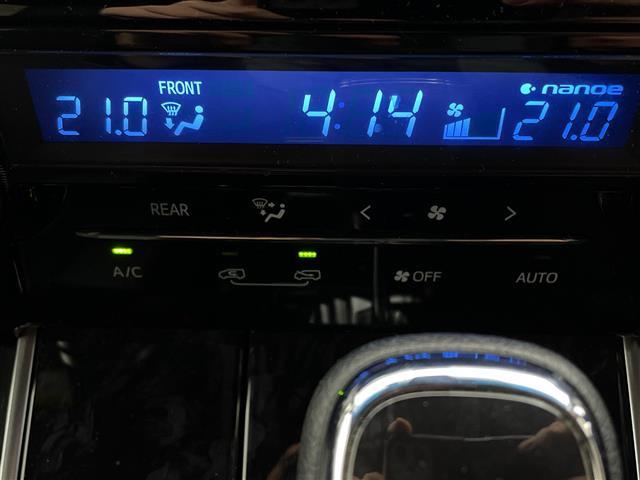 FRONT nanoe
21.0 4:14 21.0
REAR < >
A/C OFF AUTO